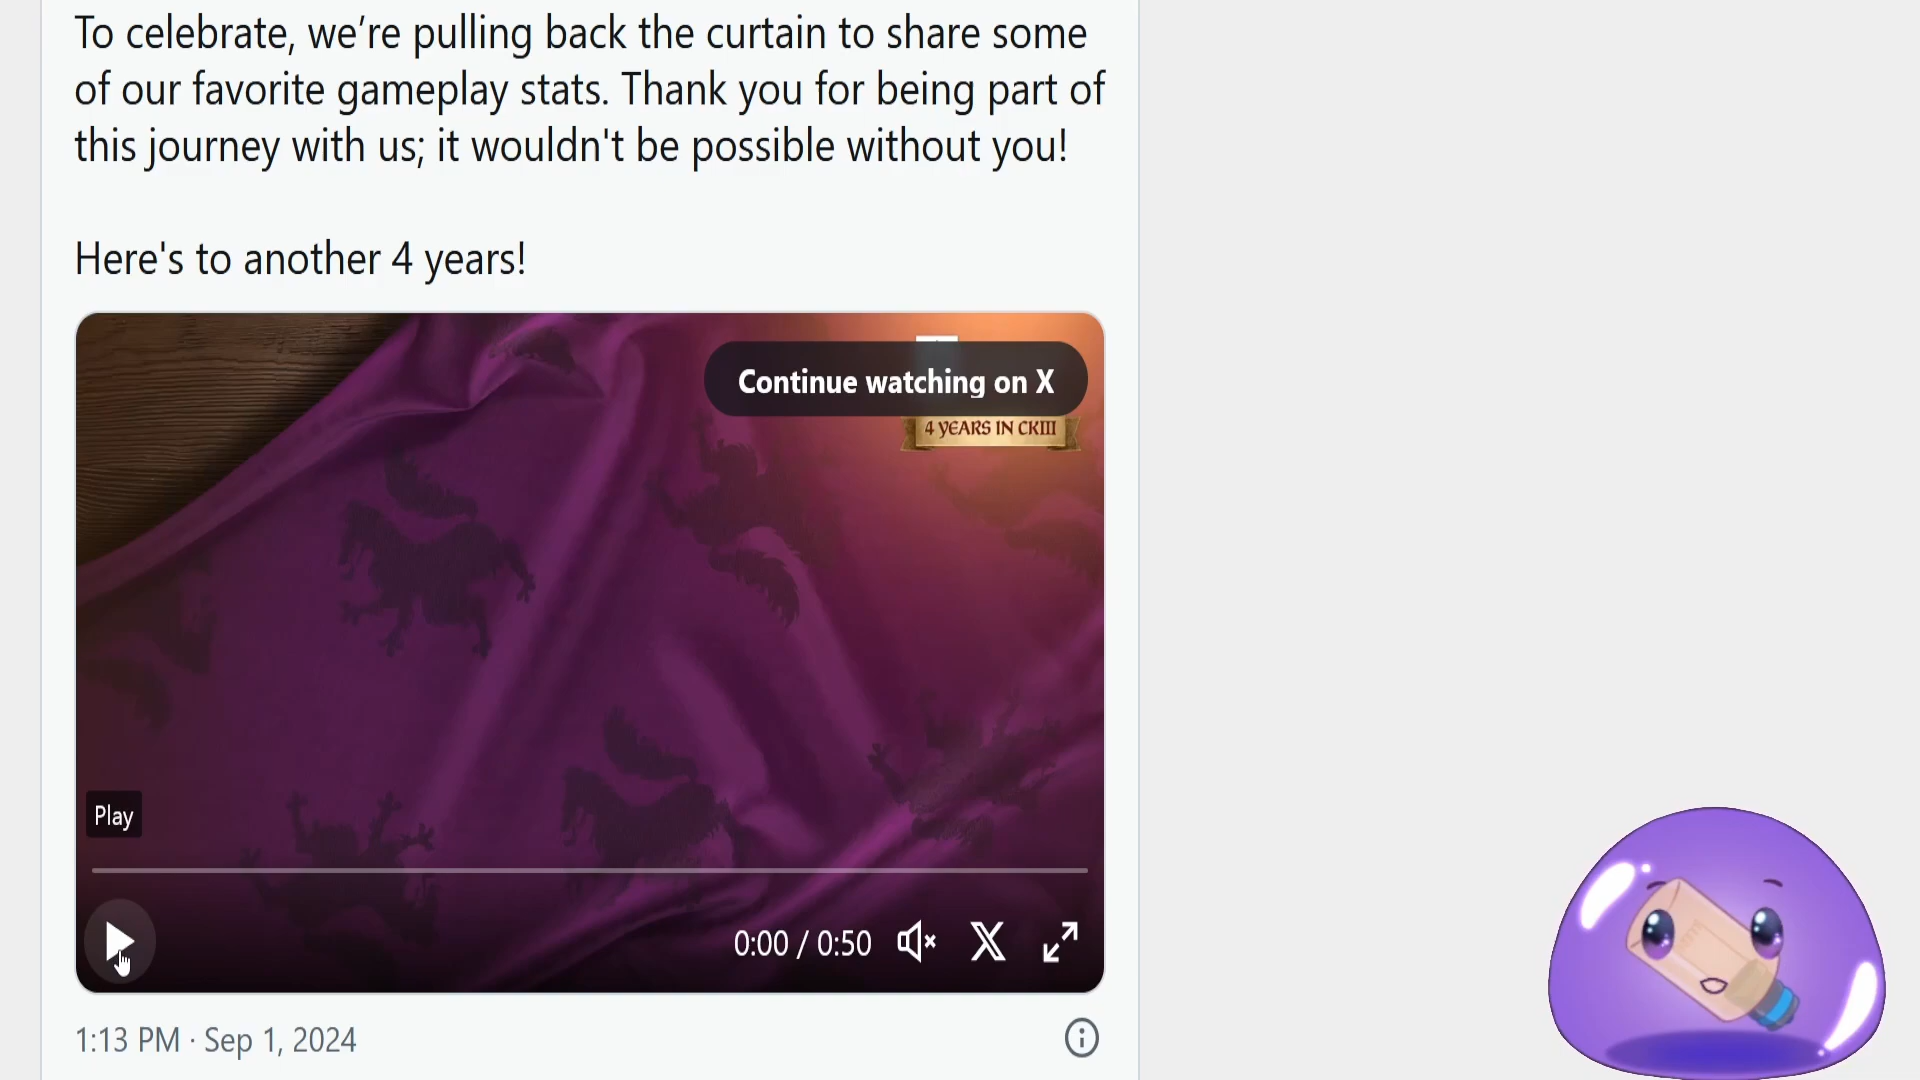 To celebrate, we’re pulling back the curtain to share some
of our favorite gameplay stats. Thank you for being part of
this journey with us; it wouldn't be possible without you!
Here's to another 4 years!
Continue watching on X
4 YEARS IN CKIII
Play
0:00 / 0:50
1:13 PM · Sep 1, 2024